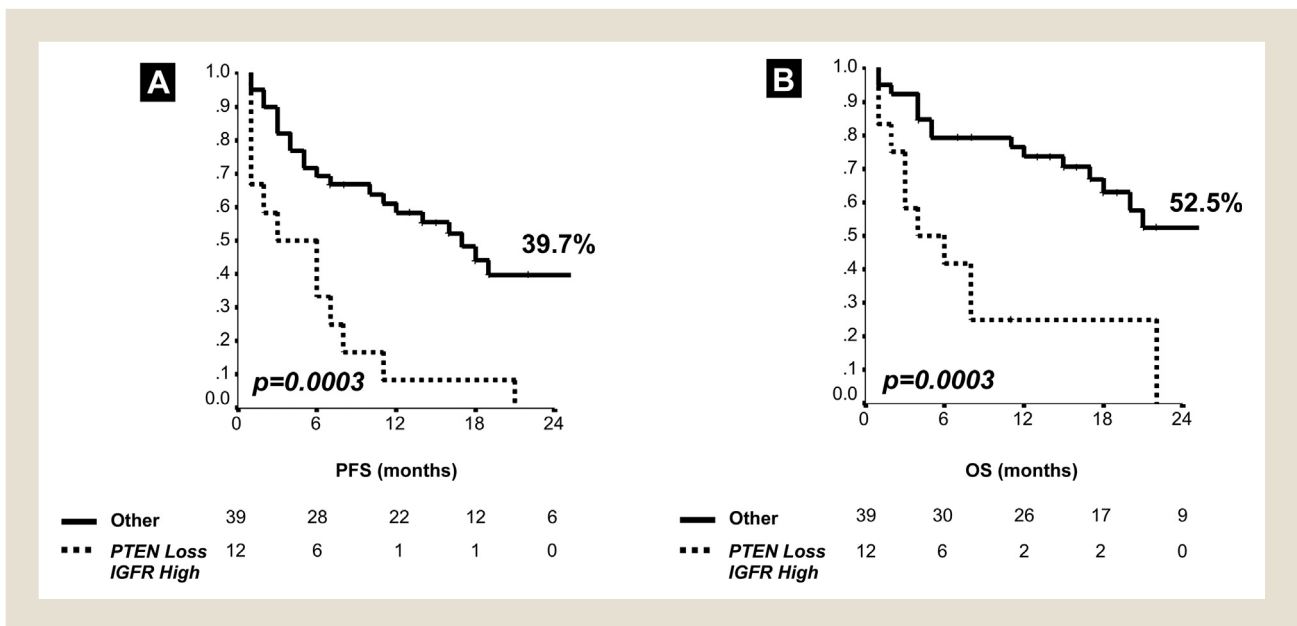 A
1.0
.9
.8
.7
.6
.5
.4
.3
.2
.1
0.0
39.7%
p=0.0003
0 6 12 18 24
PFS (months)
Other 39 28 22 12 6
PTEN Loss 12 6 1 1 0
IGFR High
B
1.0
.9
.8
.7
.6
.5
.4
.3
.2
.1
0.0
52.5%
p=0.0003
0 6 12 18 24
OS (months)
Other 39 30 26 17 9
PTEN Loss 12 6 2 2 0
IGFR High